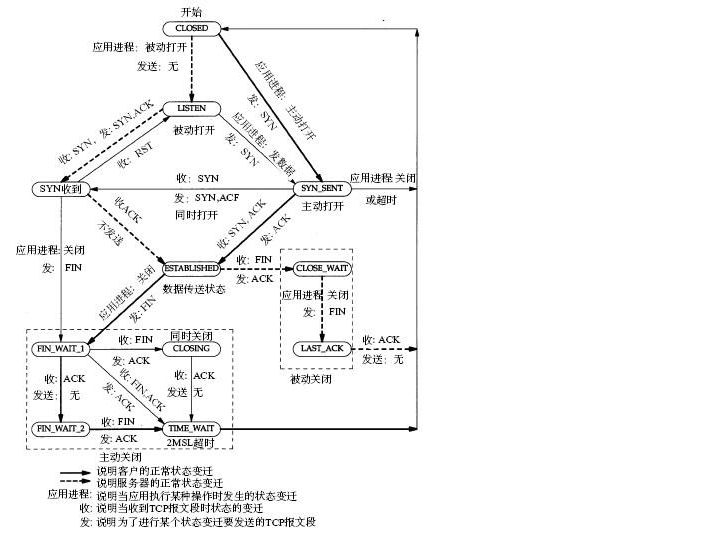 开始
CLOSED
应用进程：被动打开
发送：无
应用进程：主动打开
发：SYN
LISTEN
被动打开
收: SYN，发: SYN,ACK
收：RST
应用进程：发数据
发：SYN
SYN收到
收：SYN
发：SYN,ACF
同时打开
SYN_SENT
主动打开
应用进程:关闭
或超时
收ACK
不发送
收: SYN, ACK
发: ACK
应用进程:关闭
发: FIN
ESTABLISHED
数据传送状态
收: FIN
发: ACK
CLOSE_WAIT
应用进程: 关闭
发: FIN
应用进程 关闭
发: FIN
FIN_WAIT_1
收: FIN
发: ACK
同时关闭
CLOSING
LAST_ACK
收: ACK
发送: 无
被动关闭
收: ACK
发送: 无
收: FIN,ACK
发: ACK
收: ACK
发送 无
FIN_WAIT_2
收: FIN
发: ACK
TIME_WAIT
2MSL超时
主动关闭
说明客户的正常状态变迁
说明服务器的正常状态变迁
应用进程: 说明当应用执行某种操作时发生的状态变迁
收: 说明当收到TCP报文段时状态的变迁
发: 说明为了进行某个状态变迁要发送的TCP报文段